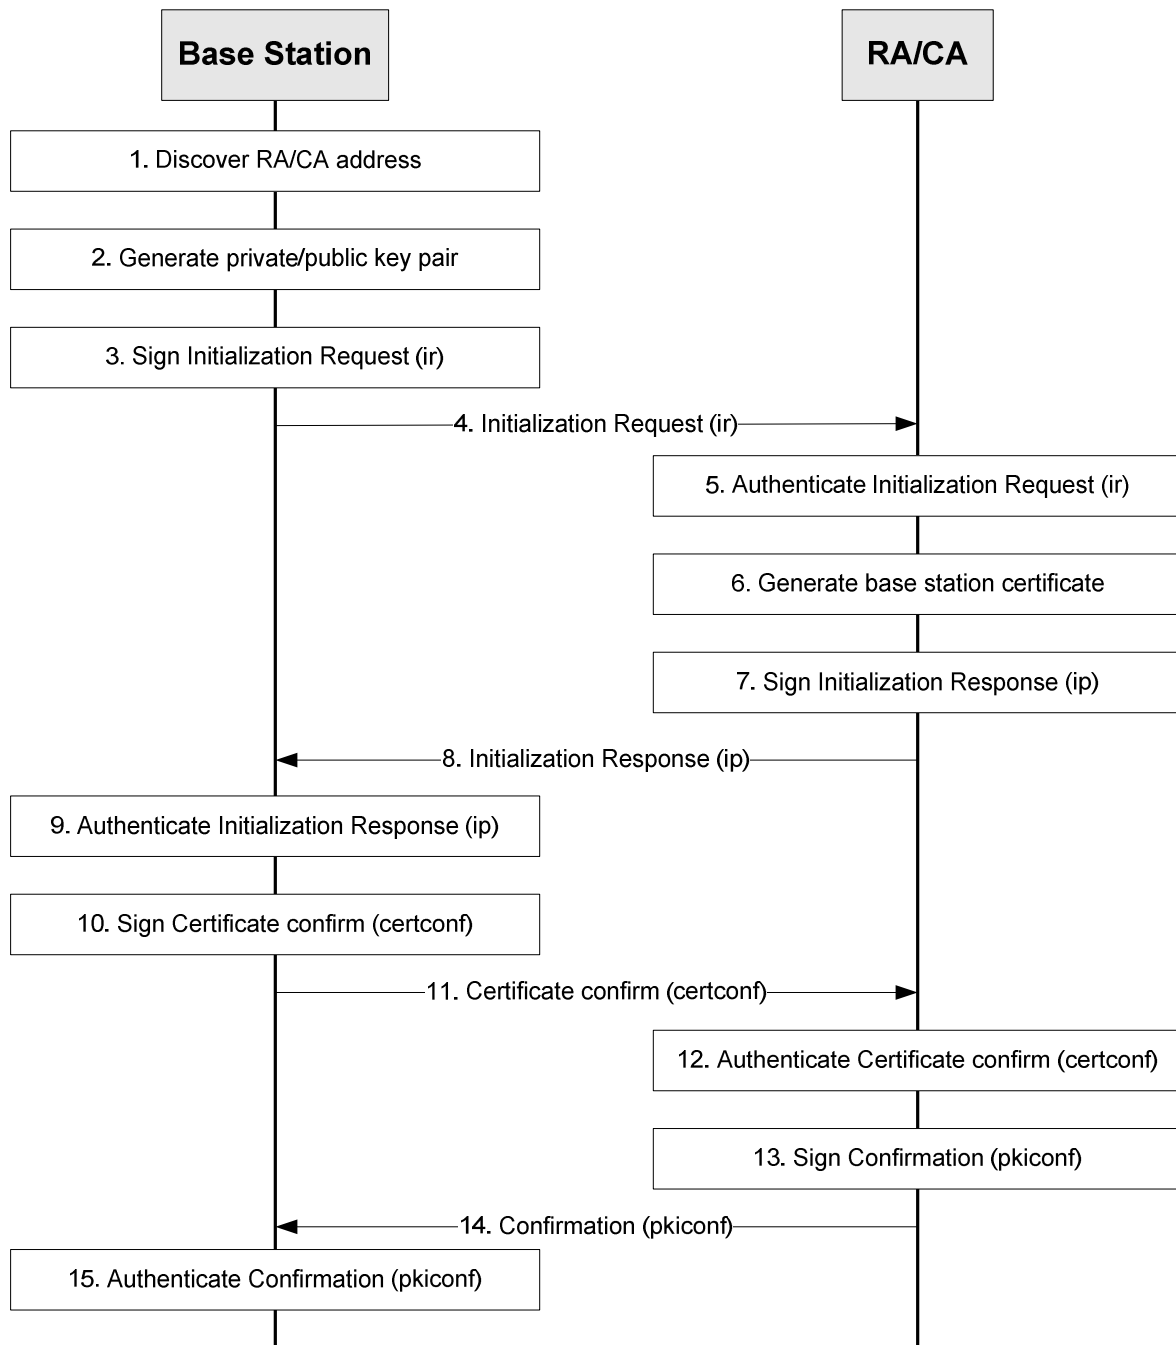 Base Station
RA/CA
1. Discover RA/CA address
2. Generate private/public key pair
3. Sign Initialization Request (ir)
4. Initialization Request (ir)
5. Authenticate Initialization Request (ir)
6. Generate base station certificate
7. Sign Initialization Response (ip)
8. Initialization Response (ip)
9. Authenticate Initialization Response (ip)
10. Sign Certificate confirm (certconf)
11. Certificate confirm (certconf)
12. Authenticate Certificate confirm (certconf)
13. Sign Confirmation (pkiconf)
14. Confirmation (pkiconf)
15. Authenticate Confirmation (pkiconf)